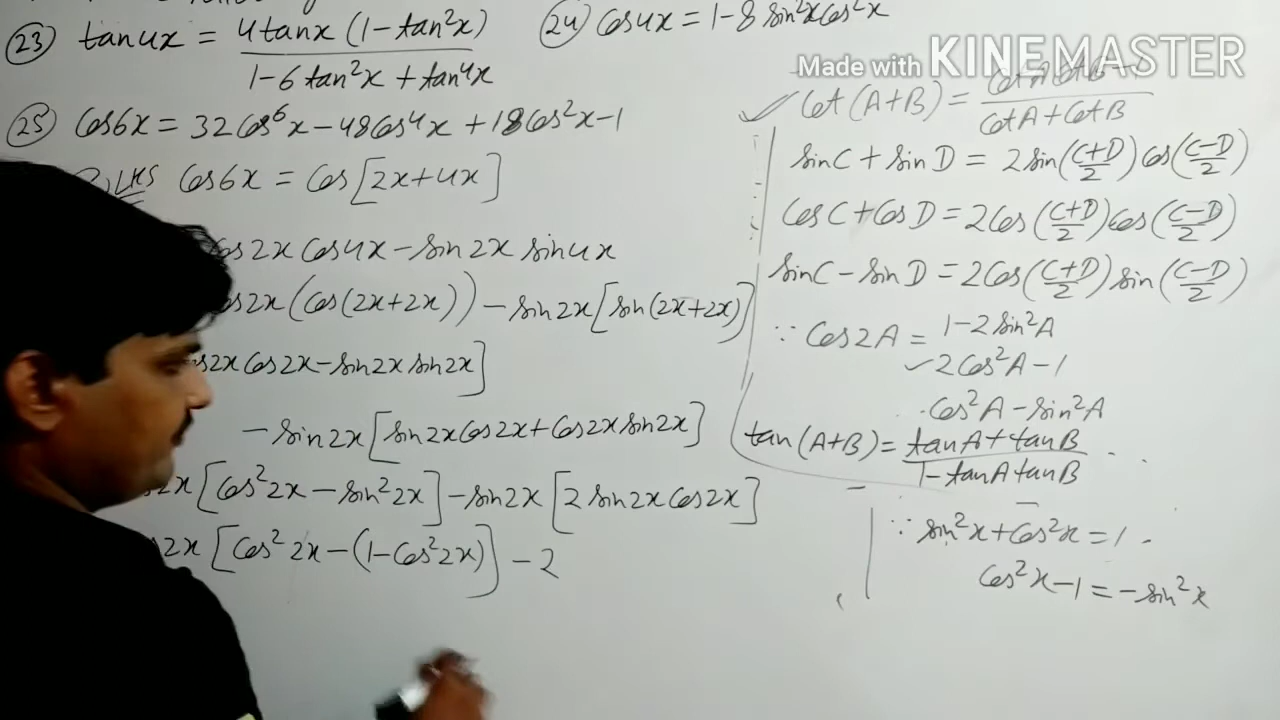 (23) tan4x = 4tanx (1-tan²x) / 1-6tan²x + tan⁴x
(24) Cos4x = 1-8 sin²x cos²x
(25) Cos6x = 32Cos⁶x - 48Cos⁴x + 18Cos²x - 1
LHS Cos6x = Cos[2x+4x]
Cos2x Cos4x - sin2x sin4x
Cos2x (Cos(2x+2x)) - sin2x [sin(2x+2x)]
Cos2x Cos2x - sin2x sin2x]
- sin2x [sin2x Cos2x + Cos2x sin2x]
2x [Cos²2x - sin²2x] - sin2x [2 sin2x Cos2x]
2x [Cos²2x - (1-Cos²2x)] - 2
Made with KINEMASTER
✓ Cot(A+B) = CotA CotB - 1 / CotA + CotB
sinC + sinD = 2sin(C+D/2) Cos(C-D/2)
CosC + CosD = 2Cos(C+D/2) Cos(C-D/2)
sinC - sinD = 2Cos(C+D/2) sin(C-D/2)
∵ Cos2A = 1-2sin²A
✓ 2Cos²A - 1
Cos²A - sin²A
tan(A+B) = tanA + tanB / 1-tanA tanB
∵ sin²x + Cos²x = 1
Cos²x - 1 = -sin²x